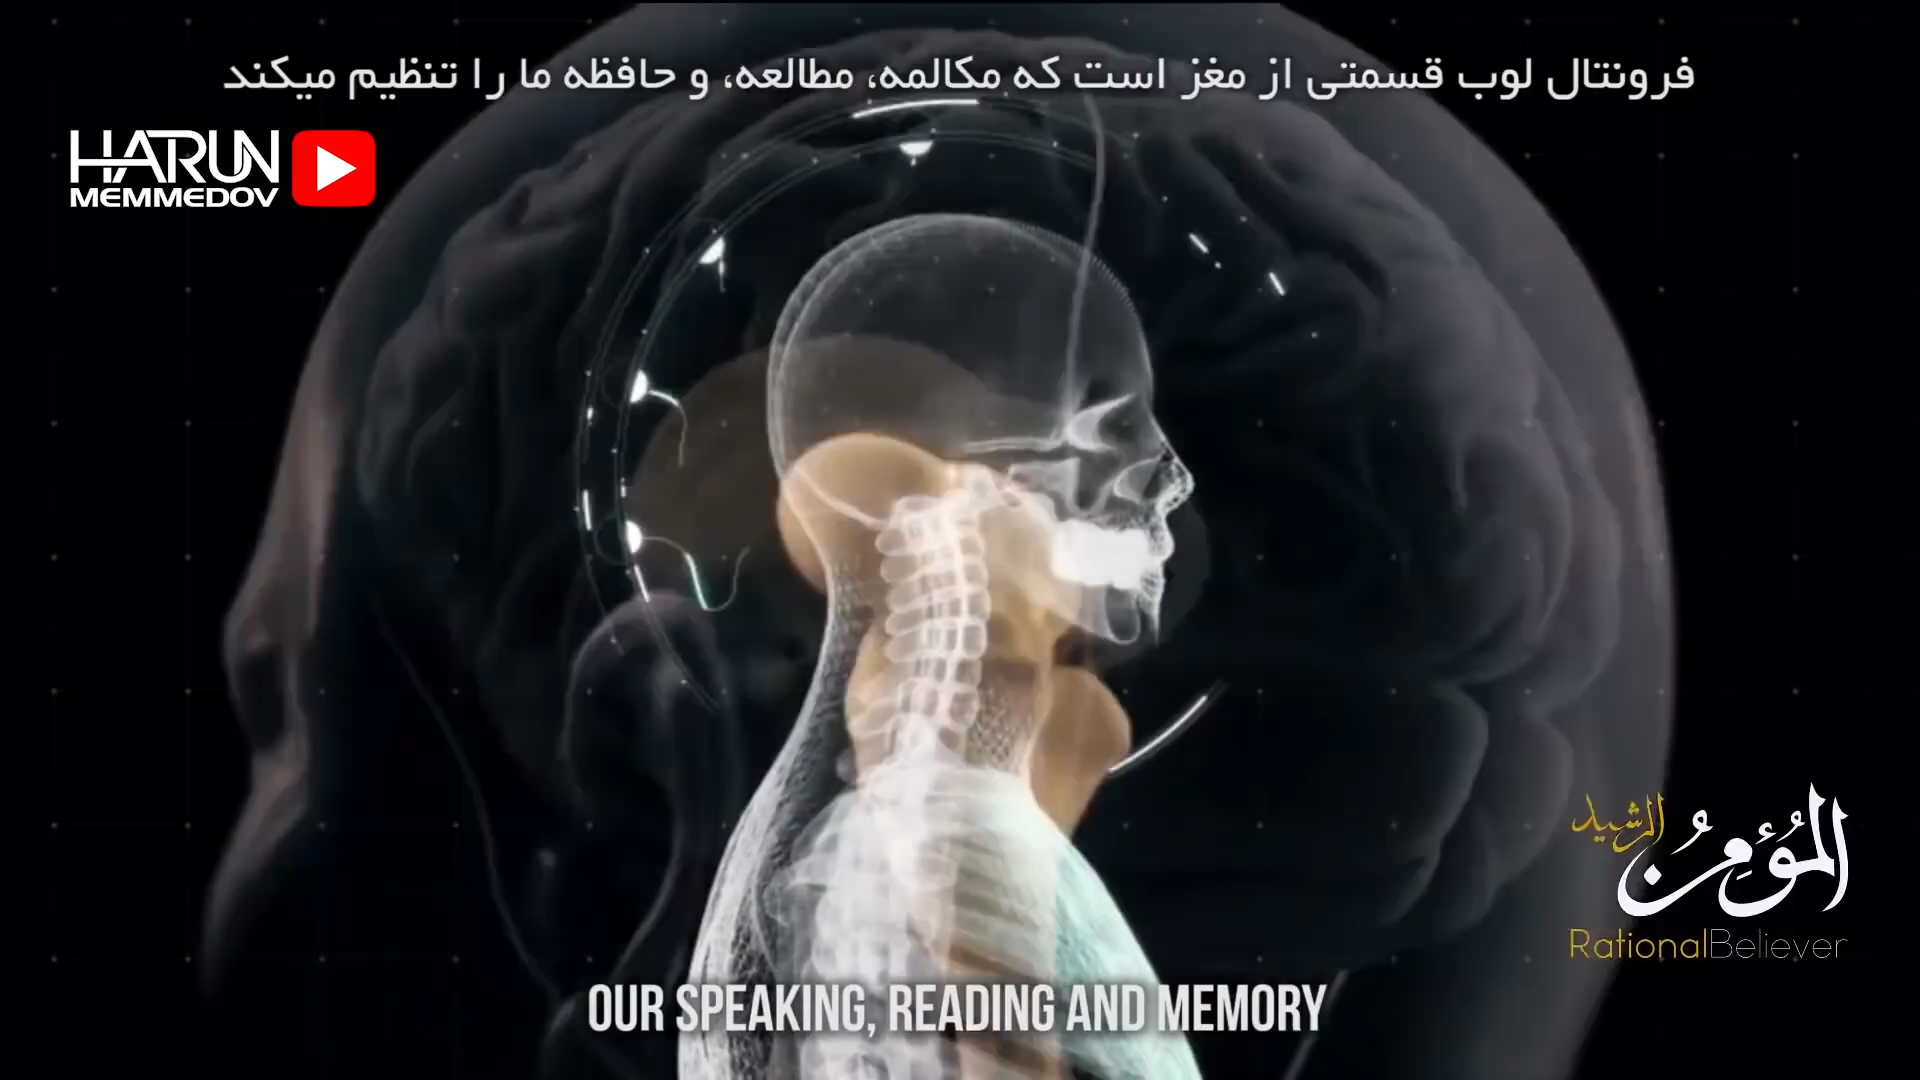 فرونتال لوب قسمتی از مغز است که مکالمه، مطالعه، و حافظه ما را تنظیم میکند
HARUN
MEMMEDOV
المؤمن الرشيد
RationalBeliever
OUR SPEAKING, READING AND MEMORY